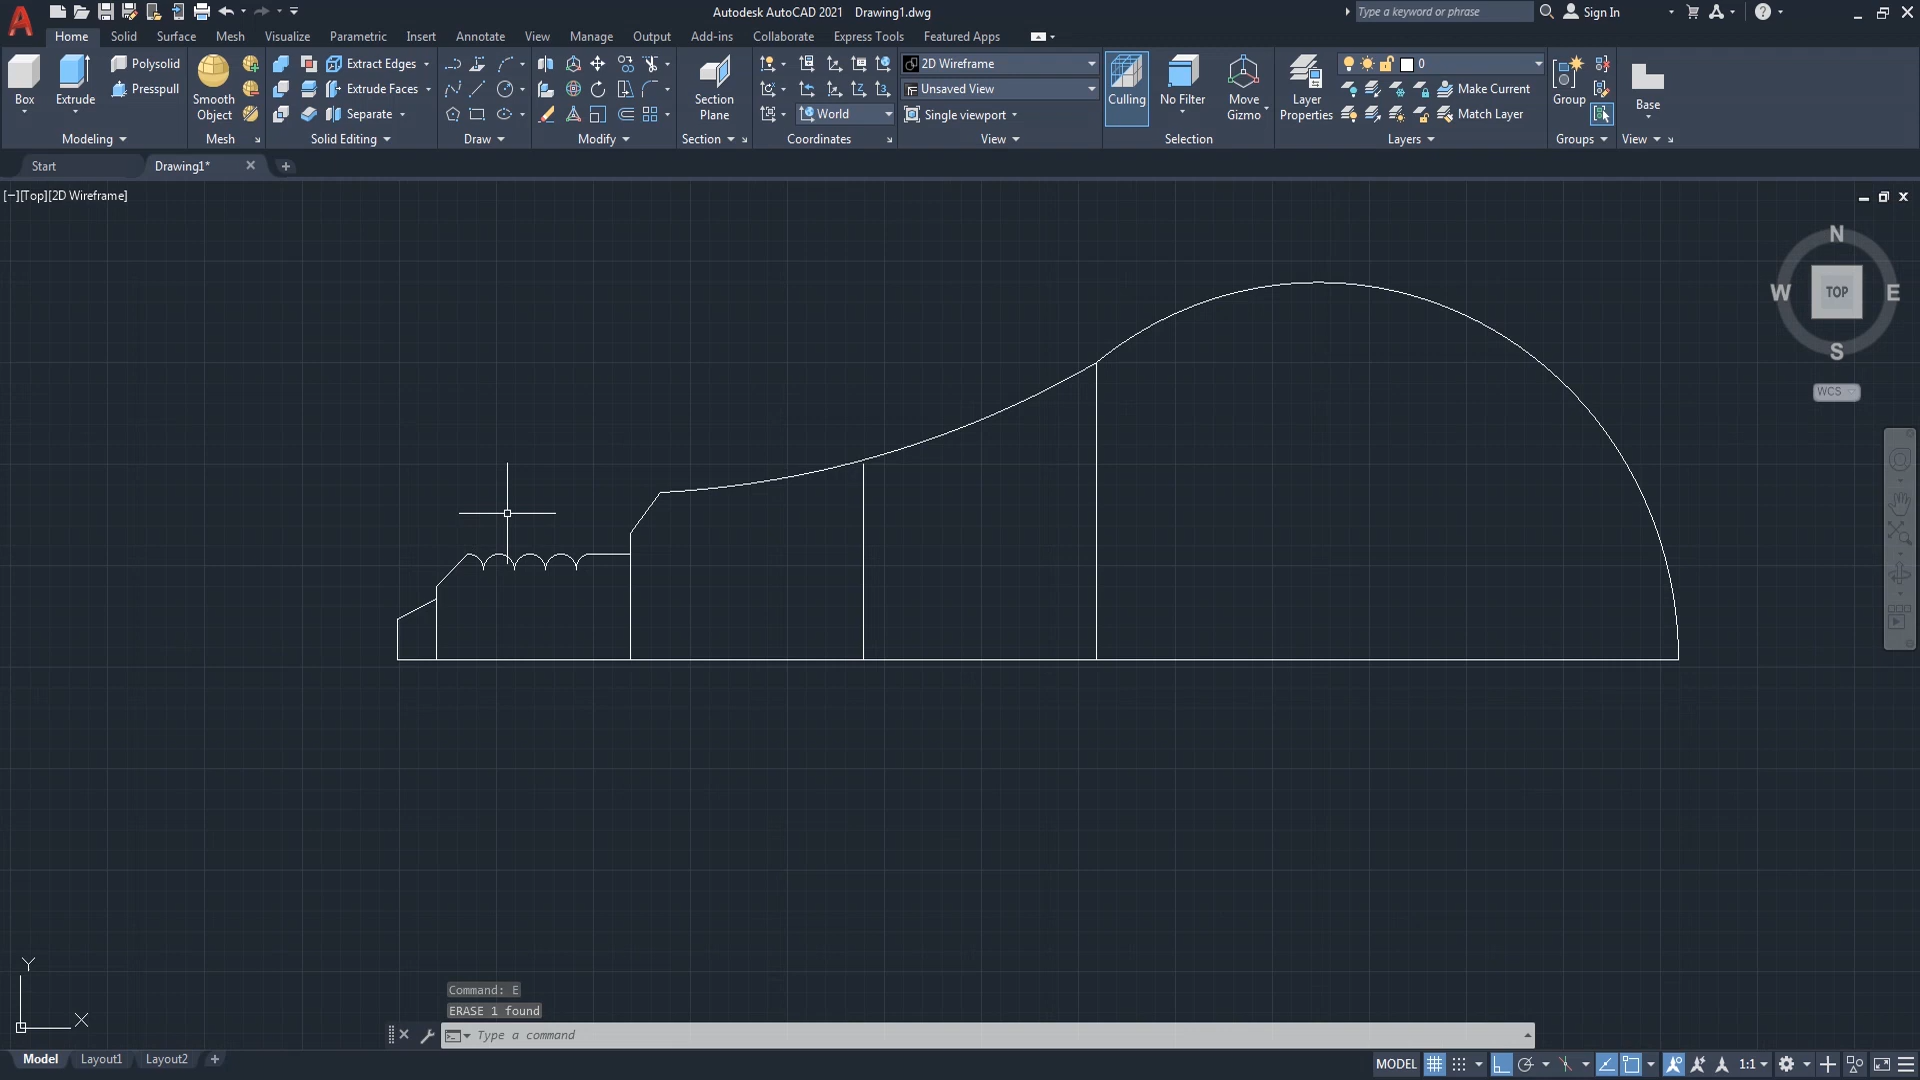 Autodesk AutoCAD 2021 Drawing1.dwg
Type a keyword or phrase
Sign In
Home Solid Surface Mesh Visualize Parametric Insert Annotate View Manage Output Add-ins Collaborate Express Tools Featured Apps
Box
Extrude
Polysolid
Presspull
Modeling
Smooth
Object
Mesh
Extract Edges
Extrude Faces
Separate
Solid Editing
Draw
Modify
Section
Plane
Section
World
Coordinates
2D Wireframe
Unsaved View
Single viewport
View
Culling
No Filter
Move
Gizmo
Selection
Layer
Properties
0
Make Current
Match Layer
Layers
Group
Groups
Base
View
Start
Drawing1*
[−][Top][2D Wireframe]
N
W TOP E
S
WCS
Y
X
Command: E
ERASE 1 found
Type a command
Model Layout1 Layout2
MODEL 1:1